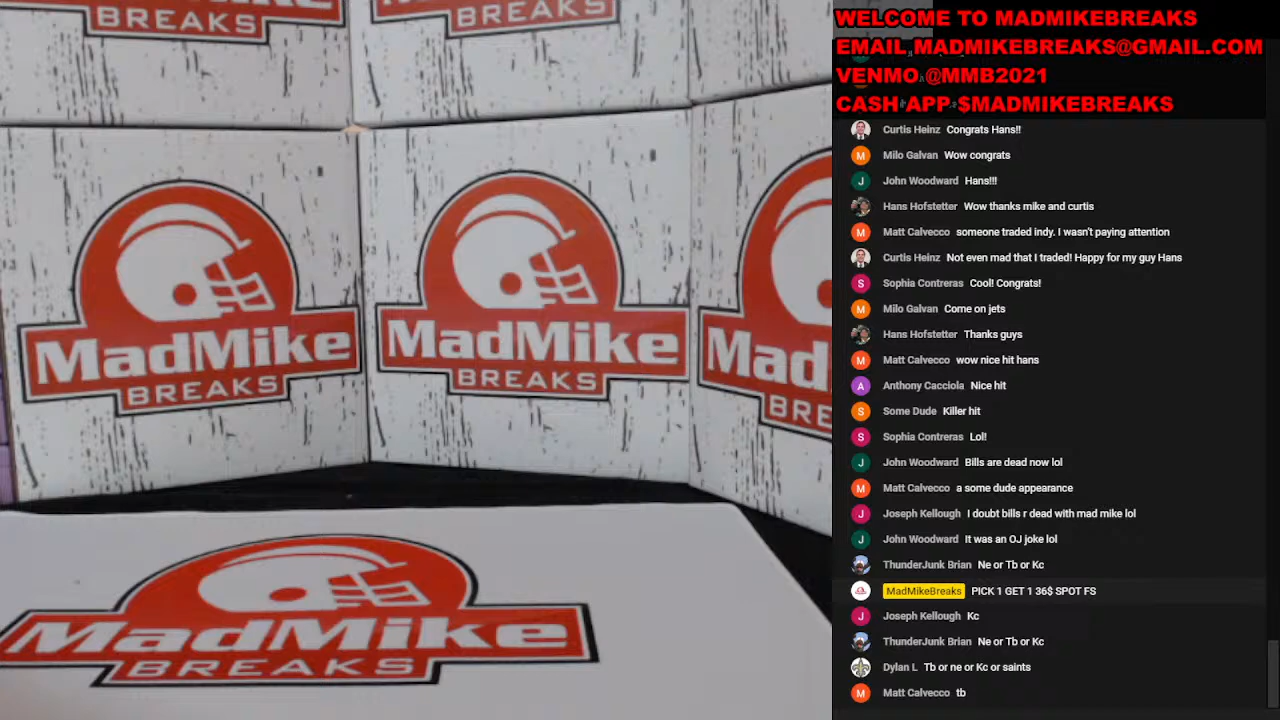 BREAKS
BREAKS
MadMike
BREAKS
MadMike
BREAKS
Mad
BRE
MadMike
BREAKS
WELCOME TO MADMIKEBREAKS
EMAIL MADMIKEBREAKS@GMAIL.COM
VENMO @MMB2021
CASH APP $MADMIKEBREAKS
Curtis Heinz Congrats Hans!!
M Milo Galvan Wow congrats
J John Woodward Hans!!!
Hans Hofstetter Wow thanks mike and curtis
M Matt Calvecco someone traded indy. I wasn't paying attention
Curtis Heinz Not even mad that I traded! Happy for my guy Hans
S Sophia Contreras Cool! Congrats!
M Milo Galvan Come on jets
Hans Hofstetter Thanks guys
M Matt Calvecco wow nice hit hans
A Anthony Cacciola Nice hit
S Some Dude Killer hit
S Sophia Contreras Lol!
J John Woodward Bills are dead now lol
M Matt Calvecco a some dude appearance
J Joseph Kellough I doubt bills r dead with mad mike lol
J John Woodward It was an OJ joke lol
ThunderJunk Brian Ne or Tb or Kc
MadMikeBreaks PICK 1 GET 1 36$ SPOT FS
J Joseph Kellough Kc
ThunderJunk Brian Ne or Tb or Kc
Dylan L Tb or ne or Kc or saints
M Matt Calvecco tb